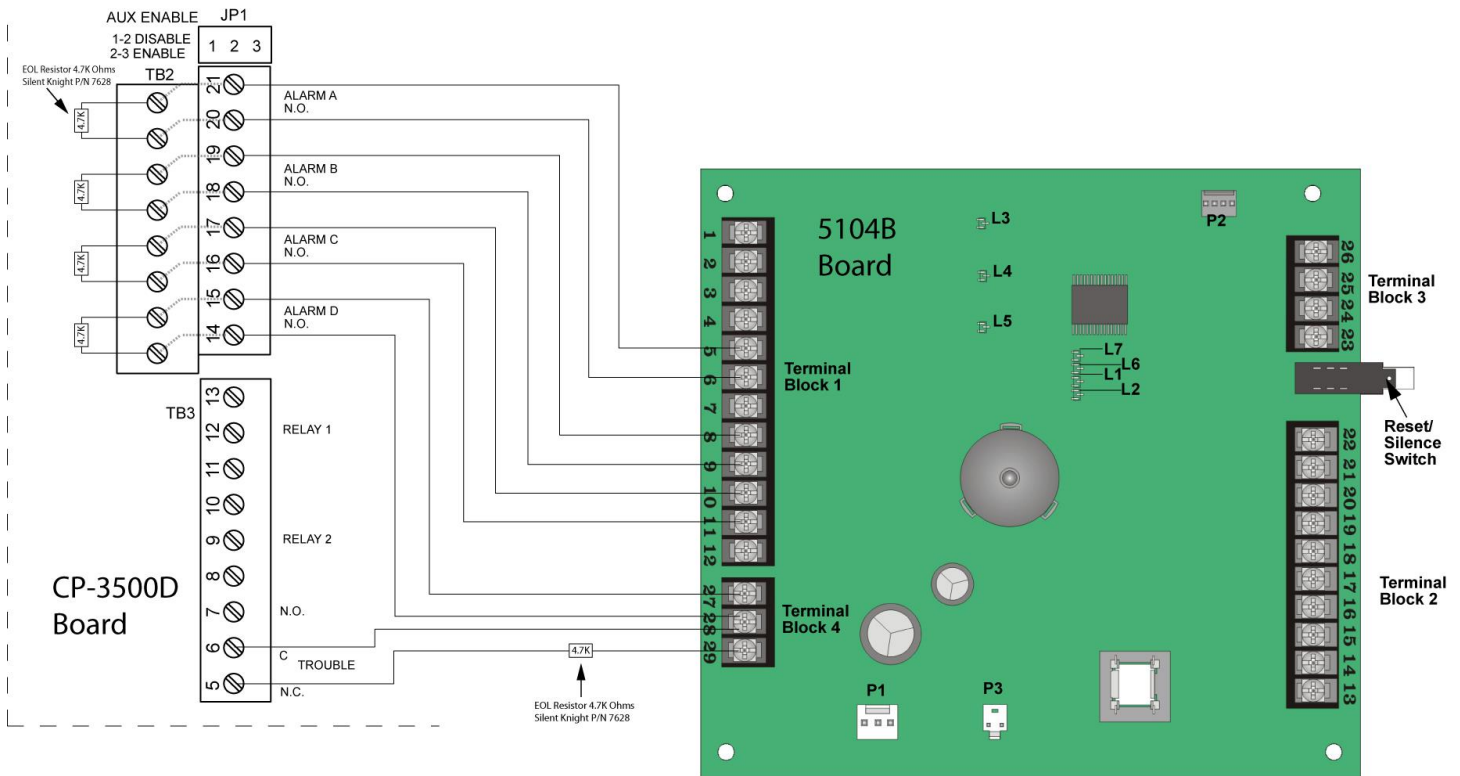 AUX ENABLE
JP1
1-2 DISABLE
2-3 ENABLE
1 2 3
EOL Resistor 4.7K Ohms
Silent Knight P/N 7628
TB2
4.7K
4.7K
4.7K
4.7K
21
20
19
18
17
16
15
14
ALARM A
N.O.
ALARM B
N.O.
ALARM C
N.O.
ALARM D
N.O.
TB3
13
12
11
10
9
8
7
6
5
RELAY 1
RELAY 2
N.O.
C
TROUBLE
N.C.
CP-3500D
Board
4.7K
EOL Resistor 4.7K Ohms
Silent Knight P/N 7628
5104B
Board
1
2
3
4
5
6
7
8
9
10
11
12
Terminal
Block 1
27
28
29
Terminal
Block 4
L3
L4
L5
L7
L6
L1
L2
P2
P1
P3
26
25
24
23
Terminal
Block 3
Reset/
Silence
Switch
22
21
20
19
18
17
16
15
14
13
Terminal
Block 2